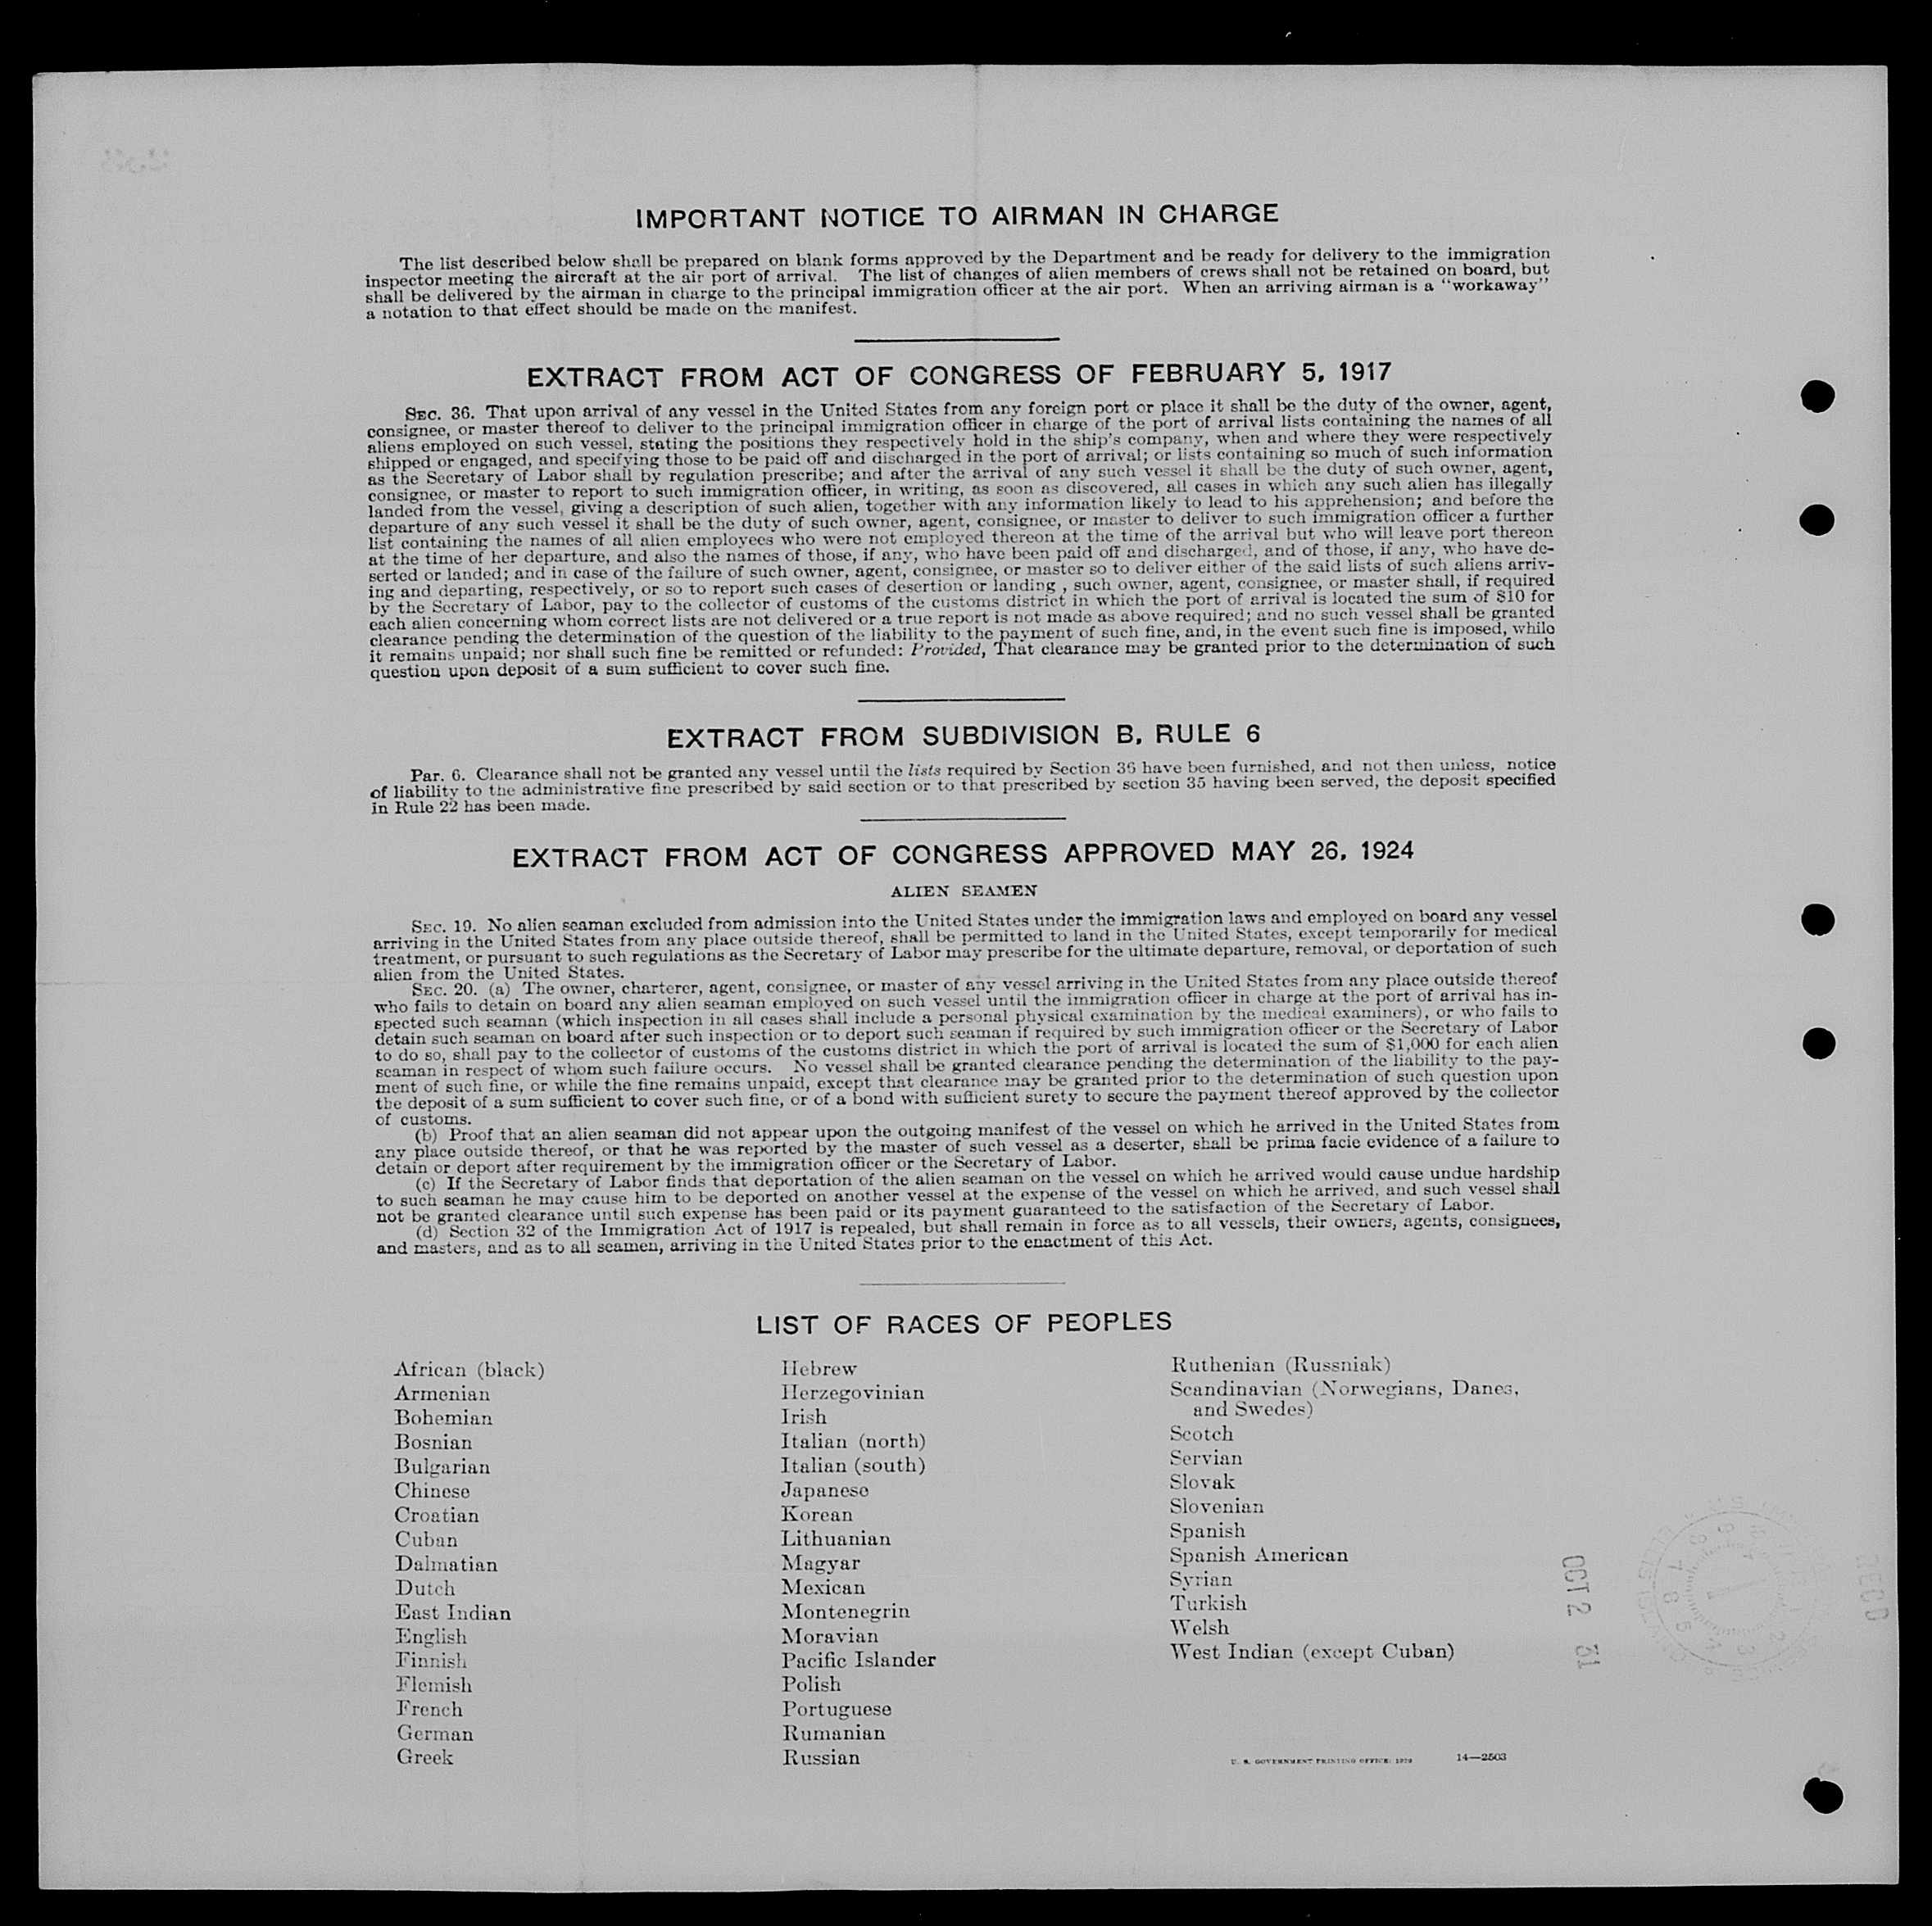 IMPORTANT NOTICE TO AIRMAN IN CHARGE
The list described below shall be prepared on blank forms approved by the Department and be ready for delivery to the immigration
inspector meeting the aircraft at the air port of arrival. The list of changes of alien members of crews shall not be retained on board, but
shall be delivered by the airman in charge to the principal immigration officer at the air port. When an arriving airman is a "workaway"
a notation to that effect should be made on the manifest.
EXTRACT FROM ACT OF CONGRESS OF FEBRUARY 5, 1917
SEC. 36. That upon arrival of any vessel in the United States from any foreign port or place it shall be the duty of the owner, agent,
consignee, or master thereof to deliver to the principal immigration officer in charge of the port of arrival lists containing the names of all
aliens employed on such vessel, stating the positions they respectively hold in the ship's company, when and where they were respectively
shipped or engaged, and specifying those to be paid off and discharged in the port of arrival; or lists containing so much of such information
as the Secretary of Labor shall by regulation prescribe; and after the arrival of any such vessel it shall be the duty of such owner, agent,
consignee, or master to report to such immigration officer, in writing, as soon as discovered, all cases in which any such alien has illegally
landed from the vessel, giving a description of such alien, together with any information likely to lead to his apprehension; and before the
departure of any such vessel it shall be the duty of such owner, agent, consignee, or master to deliver to such immigration officer a further
list containing the names of all alien employees who were not employed thereon at the time of the arrival but who will leave port thereon
at the time of her departure, and also the names of those, if any, who have been paid off and discharged, and of those, if any, who have de-
serted or landed; and in case of the failure of such owner, agent, consignee, or master so to deliver either of the said lists of such aliens arriv-
ing and departing, respectively, or so to report such cases of desertion or landing , such owner, agent, consignee, or master shall, if required
by the Secretary of Labor, pay to the collector of customs of the customs district in which the port of arrival is located the sum of $10 for
each alien concerning whom correct lists are not delivered or a true report is not made as above required; and no such vessel shall be granted
clearance pending the determination of the question of the liability to the payment of such fine, and, in the event such fine is imposed, while
it remains unpaid; nor shall such fine be remitted or refunded: Provided, That clearance may be granted prior to the determination of such
question upon deposit of a sum sufficient to cover such fine.
EXTRACT FROM SUBDIVISION B, RULE 6
Par. 6. Clearance shall not be granted any vessel until the lists required by Section 36 have been furnished, and not then unless, notice
of liability to the administrative fine prescribed by said section or to that prescribed by section 35 having been served, the deposit specified
in Rule 22 has been made.
EXTRACT FROM ACT OF CONGRESS APPROVED MAY 26, 1924
ALIEN SEAMEN
SEC. 19. No alien seaman excluded from admission into the United States under the immigration laws and employed on board any vessel
arriving in the United States from any place outside thereof, shall be permitted to land in the United States, except temporarily for medical
treatment, or pursuant to such regulations as the Secretary of Labor may prescribe for the ultimate departure, removal, or deportation of such
alien from the United States.
SEC. 20. (a) The owner, charterer, agent, consignee, or master of any vessel arriving in the United States from any place outside thereof
who fails to detain on board any alien seaman employed on such vessel until the immigration officer in charge at the port of arrival has in-
spected such seaman (which inspection in all cases shall include a personal physical examination by the medical examiners), or who fails to
detain such seaman on board after such inspection or to deport such seaman if required by such immigration officer or the Secretary of Labor
to do so, shall pay to the collector of customs of the customs district in which the port of arrival is located the sum of $1,000 for each alien
seaman in respect of whom such failure occurs. No vessel shall be granted clearance pending the determination of the liability to the pay-
ment of such fine, or while the fine remains unpaid, except that clearance may be granted prior to the determination of such question upon
the deposit of a sum sufficient to cover such fine, or of a bond with sufficient surety to secure the payment thereof approved by the collector
of customs.
(b) Proof that an alien seaman did not appear upon the outgoing manifest of the vessel on which he arrived in the United States from
any place outside thereof, or that he was reported by the master of such vessel as a deserter, shall be prima facie evidence of a failure to
detain or deport after requirement by the immigration officer or the Secretary of Labor.
(c) If the Secretary of Labor finds that deportation of the alien seaman on the vessel on which he arrived would cause undue hardship
to such seaman he may cause him to be deported on another vessel at the expense of the vessel on which he arrived, and such vessel shall
not be granted clearance until such expense has been paid or its payment guaranteed to the satisfaction of the Secretary of Labor.
(d) Section 32 of the Immigration Act of 1917 is repealed, but shall remain in force as to all vessels, their owners, agents, consignees,
and masters, and as to all seamen, arriving in the United States prior to the enactment of this Act.
LIST OF RACES OF PEOPLES
African (black)
Armenian
Bohemian
Bosnian
Bulgarian
Chinese
Croatian
Cuban
Dalmatian
Dutch
East Indian
English
Finnish
Flemish
French
German
Greek
Hebrew
Herzegovinian
Irish
Italian (north)
Italian (south)
Japanese
Korean
Lithuanian
Magyar
Mexican
Montenegrin
Moravian
Pacific Islander
Polish
Portuguese
Rumanian
Russian
Ruthenian (Russniak)
Scandinavian (Norwegians, Danes,
and Swedes)
Scotch
Servian
Slovak
Slovenian
Spanish
Spanish American
Syrian
Turkish
Welsh
West Indian (except Cuban)
U. S. GOVERNMENT PRINTING OFFICE: 1929 14—2503
OCT 2 31